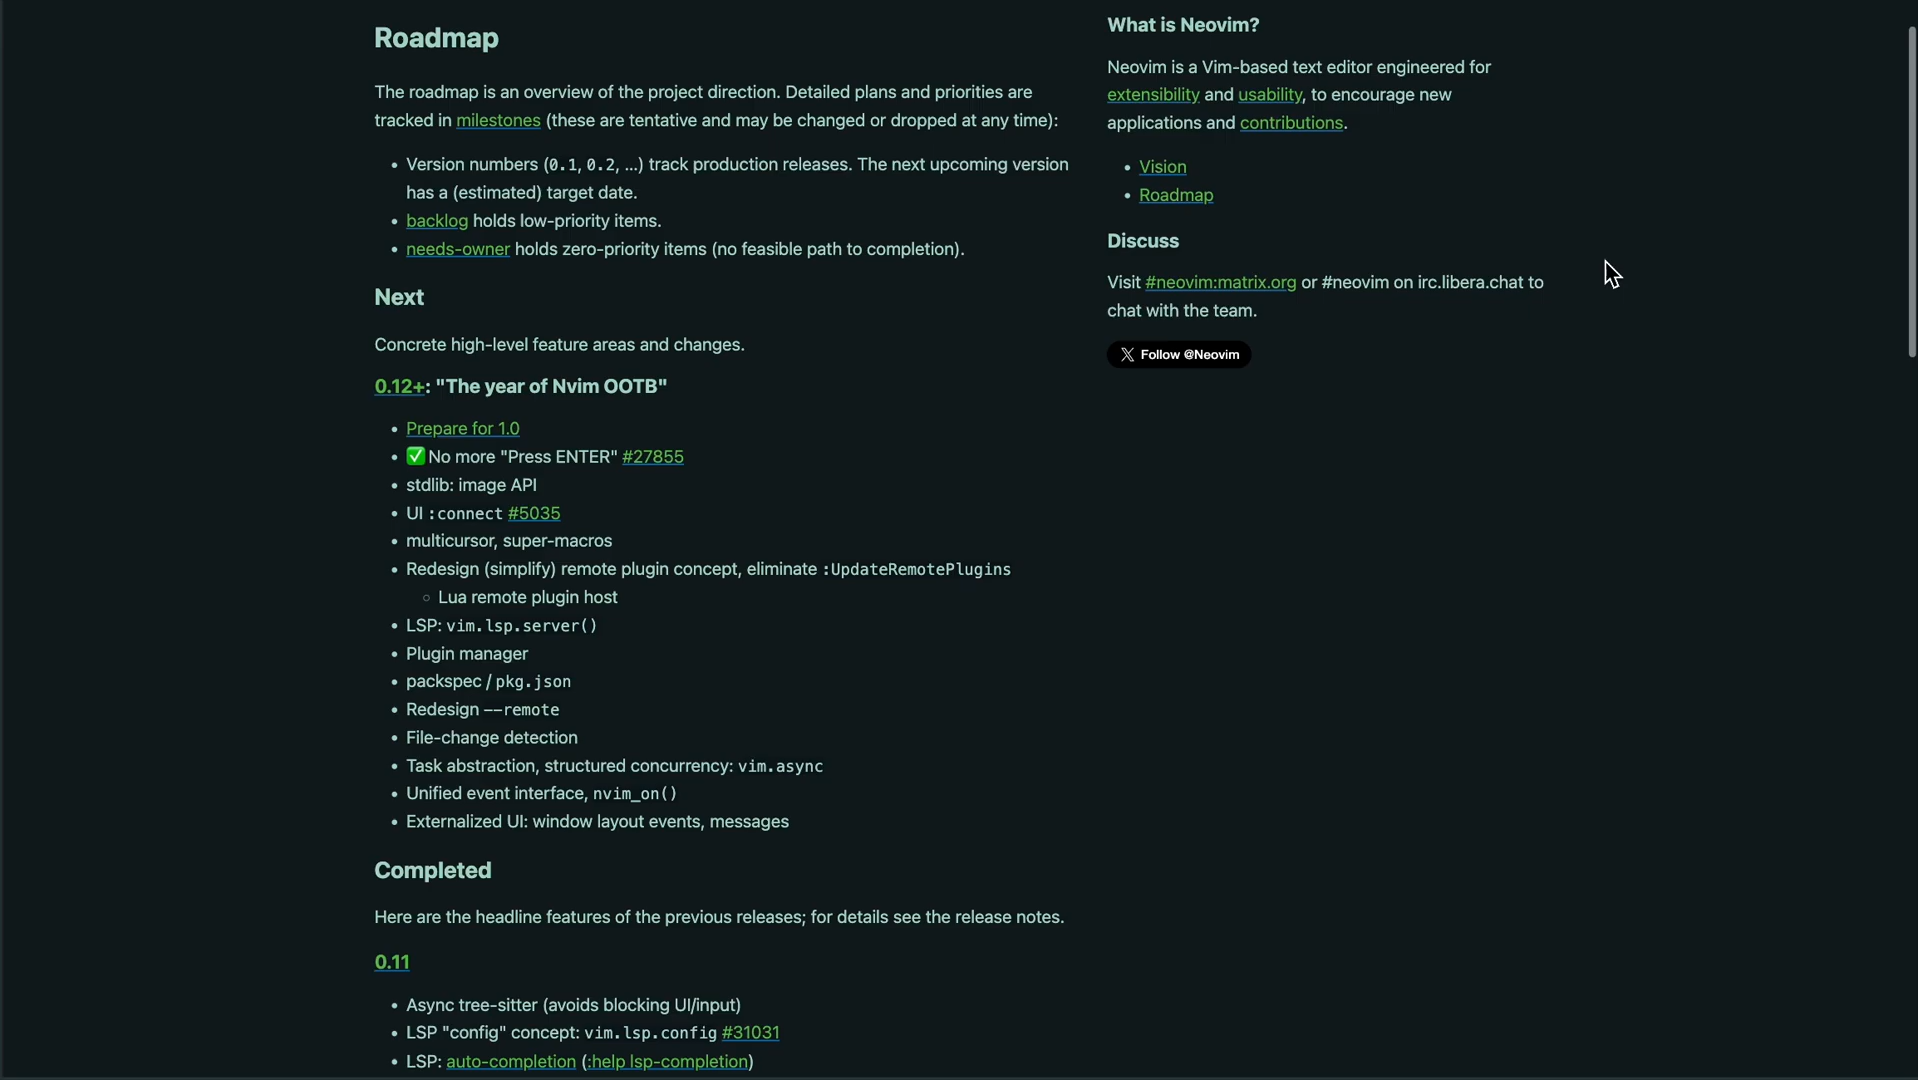 Roadmap
The roadmap is an overview of the project direction. Detailed plans and priorities are
tracked in milestones (these are tentative and may be changed or dropped at any time):
• Version numbers (0.1, 0.2, ...) track production releases. The next upcoming version
has a (estimated) target date.
• backlog holds low-priority items.
• needs-owner holds zero-priority items (no feasible path to completion).
Next
Concrete high-level feature areas and changes.
0.12+: "The year of Nvim OOTB"
• Prepare for 1.0
• ✅ No more "Press ENTER" #27855
• stdlib: image API
• UI :connect #5035
• multicursor, super-macros
• Redesign (simplify) remote plugin concept, eliminate :UpdateRemotePlugins
◦ Lua remote plugin host
• LSP: vim.lsp.server()
• Plugin manager
• packspec / pkg.json
• Redesign --remote
• File-change detection
• Task abstraction, structured concurrency: vim.async
• Unified event interface, nvim_on()
• Externalized UI: window layout events, messages
Completed
Here are the headline features of the previous releases; for details see the release notes.
0.11
• Async tree-sitter (avoids blocking UI/input)
• LSP "config" concept: vim.lsp.config #31031
• LSP: auto-completion (:help lsp-completion)
What is Neovim?
Neovim is a Vim-based text editor engineered for
extensibility and usability, to encourage new
applications and contributions.
• Vision
• Roadmap
Discuss
Visit #neovim:matrix.org or #neovim on irc.libera.chat to
chat with the team.
Follow @Neovim